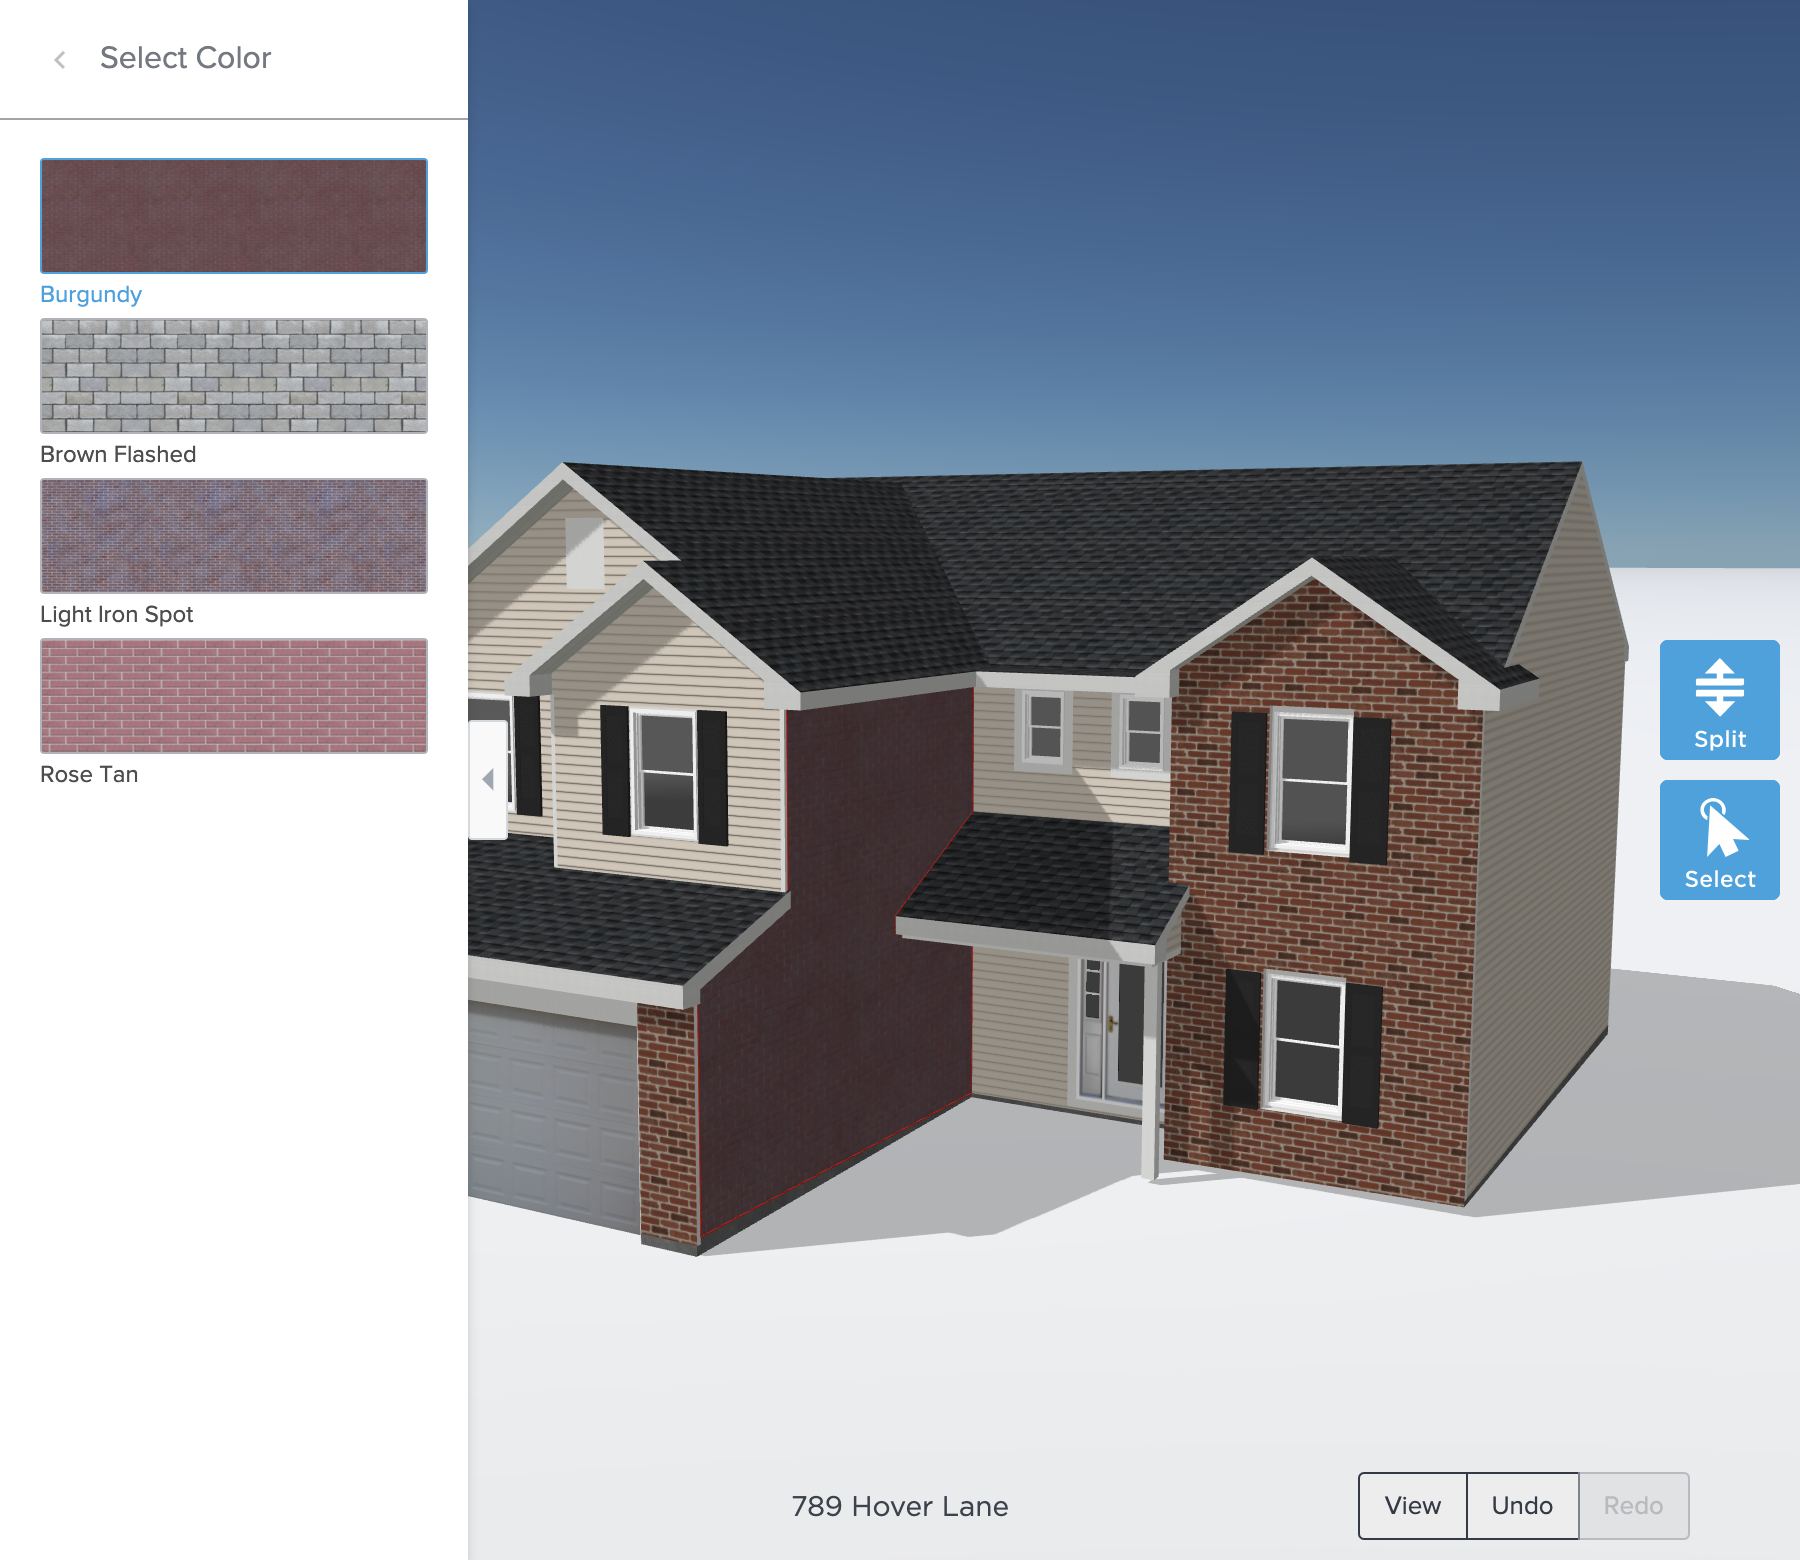 Select Color
Burgundy
Brown Flashed
Light Iron Spot
Rose Tan
Split
Select
789 Hover Lane
View
Undo
Redo